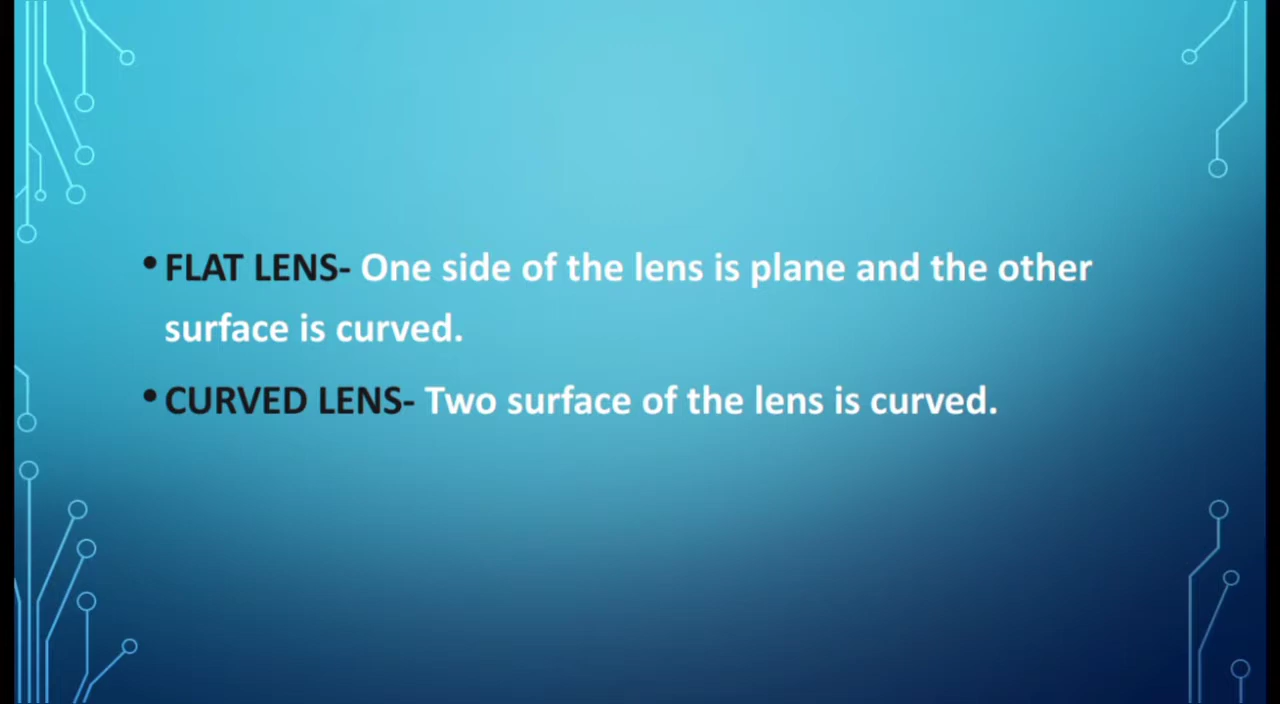 • FLAT LENS- One side of the lens is plane and the other
surface is curved.
• CURVED LENS- Two surface of the lens is curved.